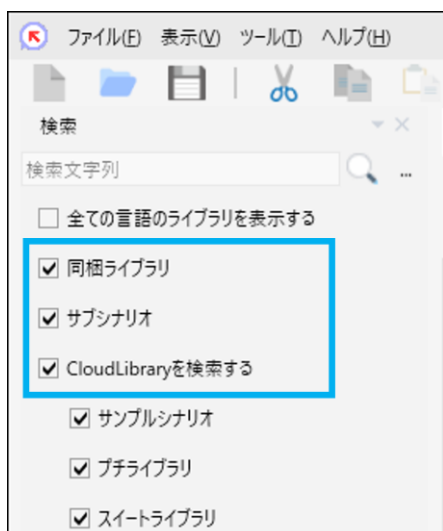 ファイル(F) 表示(V) ツール(T) ヘルプ(H)
検索
検索文字列
...
全ての言語のライブラリを表示する
同梱ライブラリ
サブシナリオ
CloudLibraryを検索する
サンプルシナリオ
プチライブラリ
スイートライブラリ